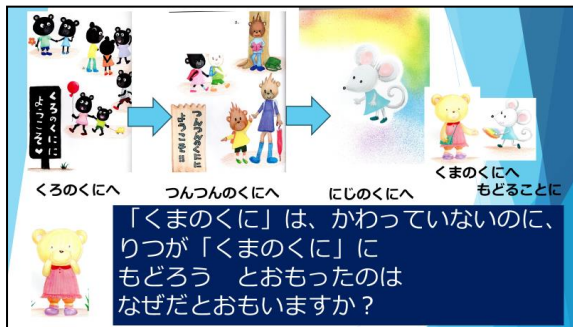 くろのくにへ
ようこそ
つんつんのくにに
ようこそ
くろのくにへ
つんつんのくにへ
にじのくにへ
くまのくにへ
もどることに
「くまのくに」は、かわっていないのに、
りつが「くまのくに」に
もどろう　とおもったのは
なぜだとおもいますか?